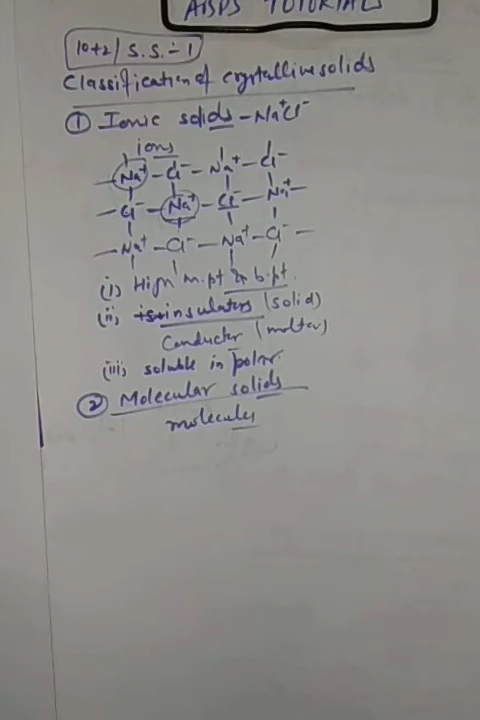 AISPS TUTORIALS
10+2/ S.S.-1
Classification of crystalline solids
① Ionic solids - Na⁺Cl⁻
ions
- Na⁺ - Cl⁻ - Na⁺ - Cl⁻
- Cl⁻ - Na⁺ - Cl⁻ - Na⁺ -
- Na⁺ - Cl⁻ - Na⁺ - Cl⁻ -
(i) High m.pt & b.pt.
(ii) insulators (solid)
Conductor (molten)
(iii) soluble in polar.
② Molecular solids
molecules